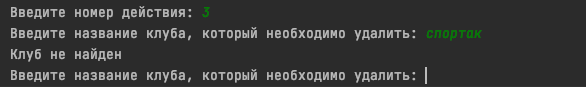 Введите номер действия: 3
Введите название клуба, который необходимо удалить: спартак
Клуб не найден
Введите название клуба, который необходимо удалить: